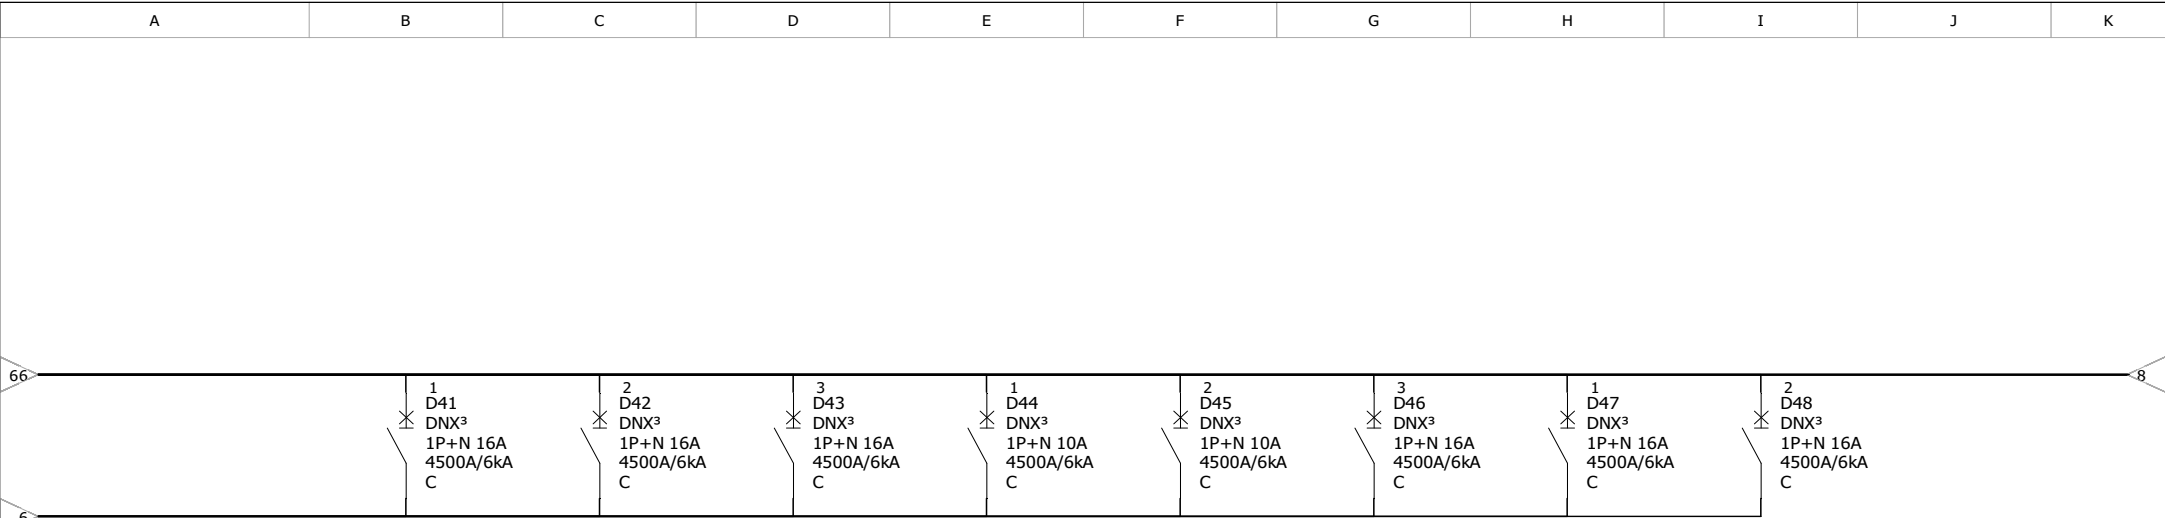 A B C D E F G H I J K
66
8
1 2 3 1 2 3 1 2
D41 D42 D43 D44 D45 D46 D47 D48
DNX³ DNX³ DNX³ DNX³ DNX³ DNX³ DNX³ DNX³
1P+N 16A 1P+N 16A 1P+N 16A 1P+N 10A 1P+N 10A 1P+N 16A 1P+N 16A 1P+N 16A
4500A/6kA 4500A/6kA 4500A/6kA 4500A/6kA 4500A/6kA 4500A/6kA 4500A/6kA 4500A/6kA
C C C C C C C C